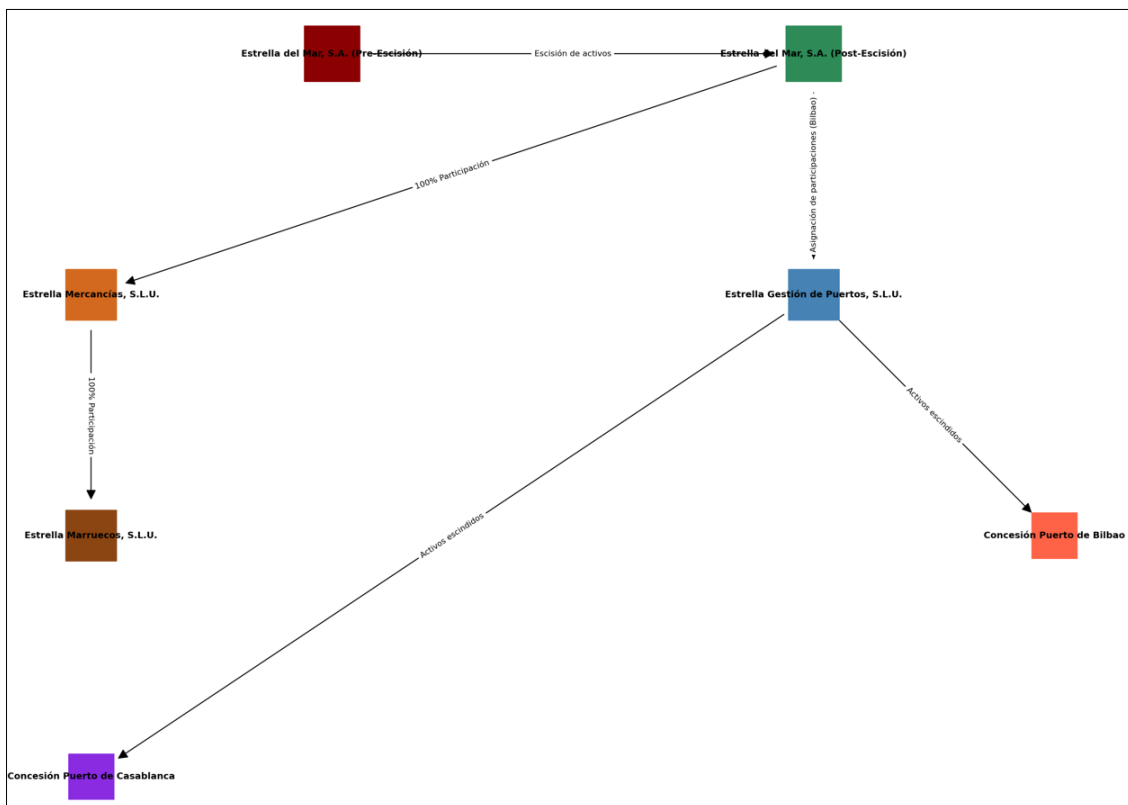 Estrella del Mar, S.A. (Pre-Escisión)
Escisión de activos
Estrella del Mar, S.A. (Post-Escisión)
Asignación de participaciones (Bilbao) -
100% Participación
Estrella Mercancías, S.L.U.
Estrella Gestión de Puertos, S.L.U.
100% Participación
Activos escindidos
Activos escindidos
Estrella Marruecos, S.L.U.
Concesión Puerto de Bilbao
Concesión Puerto de Casablanca